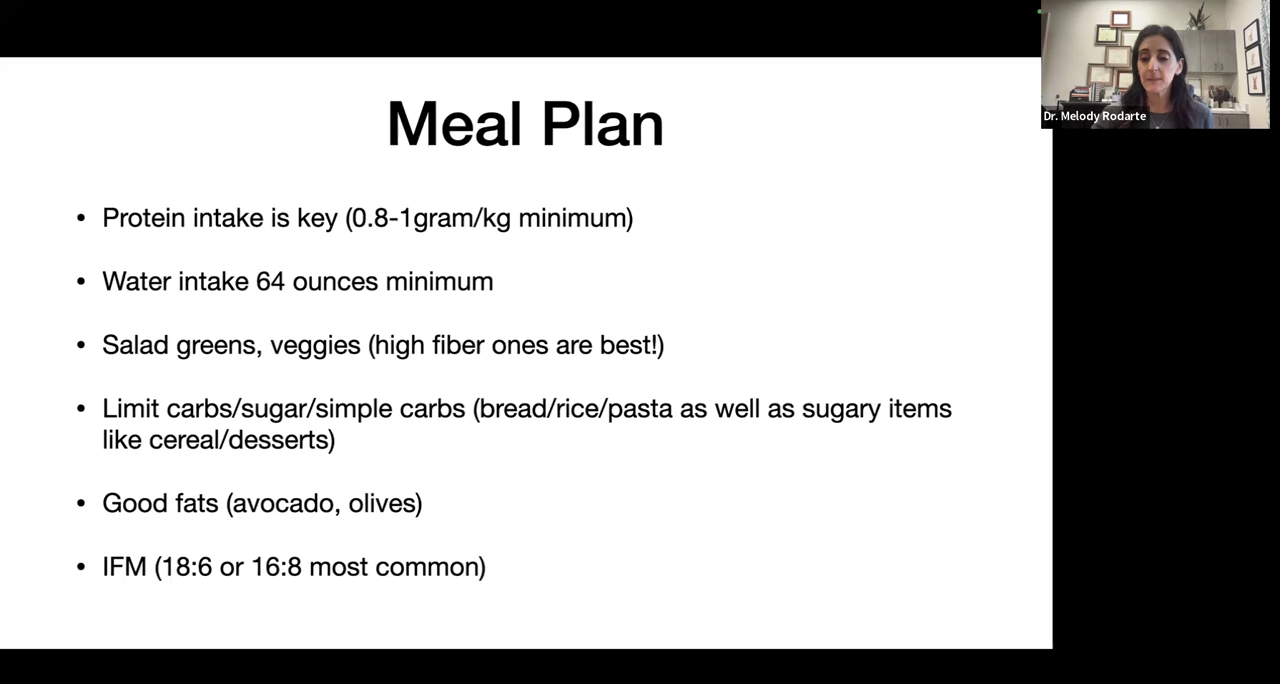 Meal Plan
• Protein intake is key (0.8-1gram/kg minimum)
• Water intake 64 ounces minimum
• Salad greens, veggies (high fiber ones are best!)
• Limit carbs/sugar/simple carbs (bread/rice/pasta as well as sugary items
like cereal/desserts)
• Good fats (avocado, olives)
• IFM (18:6 or 16:8 most common)
Dr. Melody Rodarte